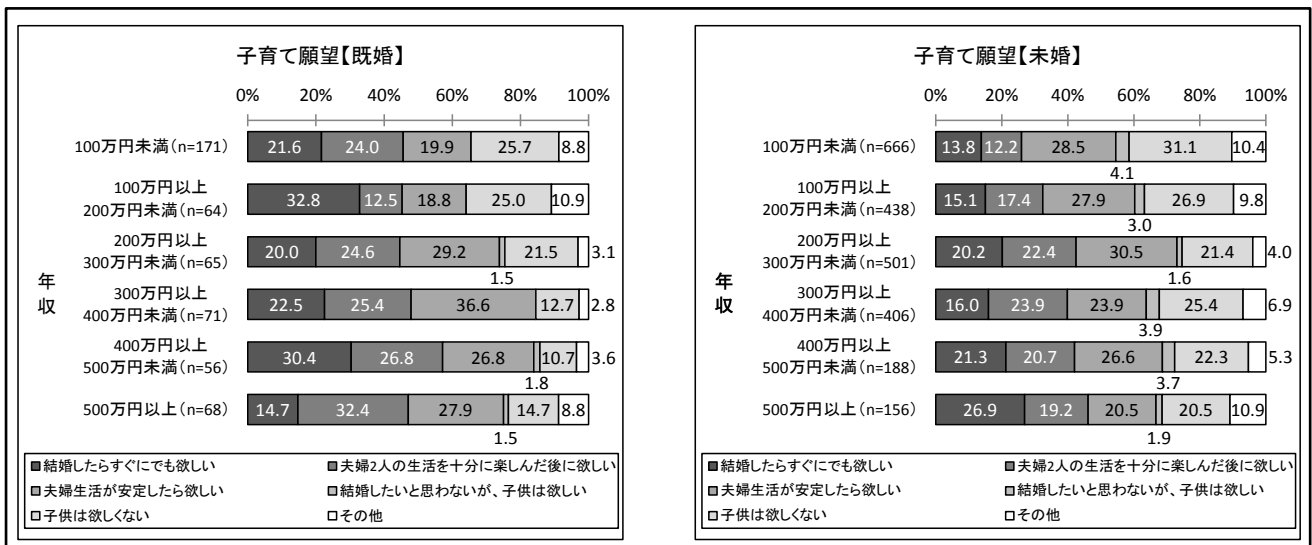 子育て願望【既婚】
0% 20% 40% 60% 80% 100%
年収
100万円未満(n=171) 21.6 24.0 19.9 25.7 8.8
100万円以上
200万円未満(n=64) 32.8 12.5 18.8 25.0 10.9
200万円以上
300万円未満(n=65) 20.0 24.6 29.2 21.5 3.1
1.5
300万円以上
400万円未満(n=71) 22.5 25.4 36.6 12.7 2.8
400万円以上
500万円未満(n=56) 30.4 26.8 26.8 10.7 3.6
1.8
500万円以上(n=68) 14.7 32.4 27.9 14.7 8.8
1.5
結婚したらすぐにでも欲しい 夫婦2人の生活を十分に楽しんだ後に欲しい
夫婦生活が安定したら欲しい 結婚したいと思わないが、子供は欲しい
子供は欲しくない その他
子育て願望【未婚】
0% 20% 40% 60% 80% 100%
年収
100万円未満(n=666) 13.8 12.2 28.5 31.1 10.4
4.1
100万円以上
200万円未満(n=438) 15.1 17.4 27.9 26.9 9.8
3.0
200万円以上
300万円未満(n=501) 20.2 22.4 30.5 21.4 4.0
1.6
300万円以上
400万円未満(n=406) 16.0 23.9 23.9 25.4 6.9
3.9
400万円以上
500万円未満(n=188) 21.3 20.7 26.6 22.3 5.3
3.7
500万円以上(n=156) 26.9 19.2 20.5 20.5 10.9
1.9
結婚したらすぐにでも欲しい 夫婦2人の生活を十分に楽しんだ後に欲しい
夫婦生活が安定したら欲しい 結婚したいと思わないが、子供は欲しい
子供は欲しくない その他